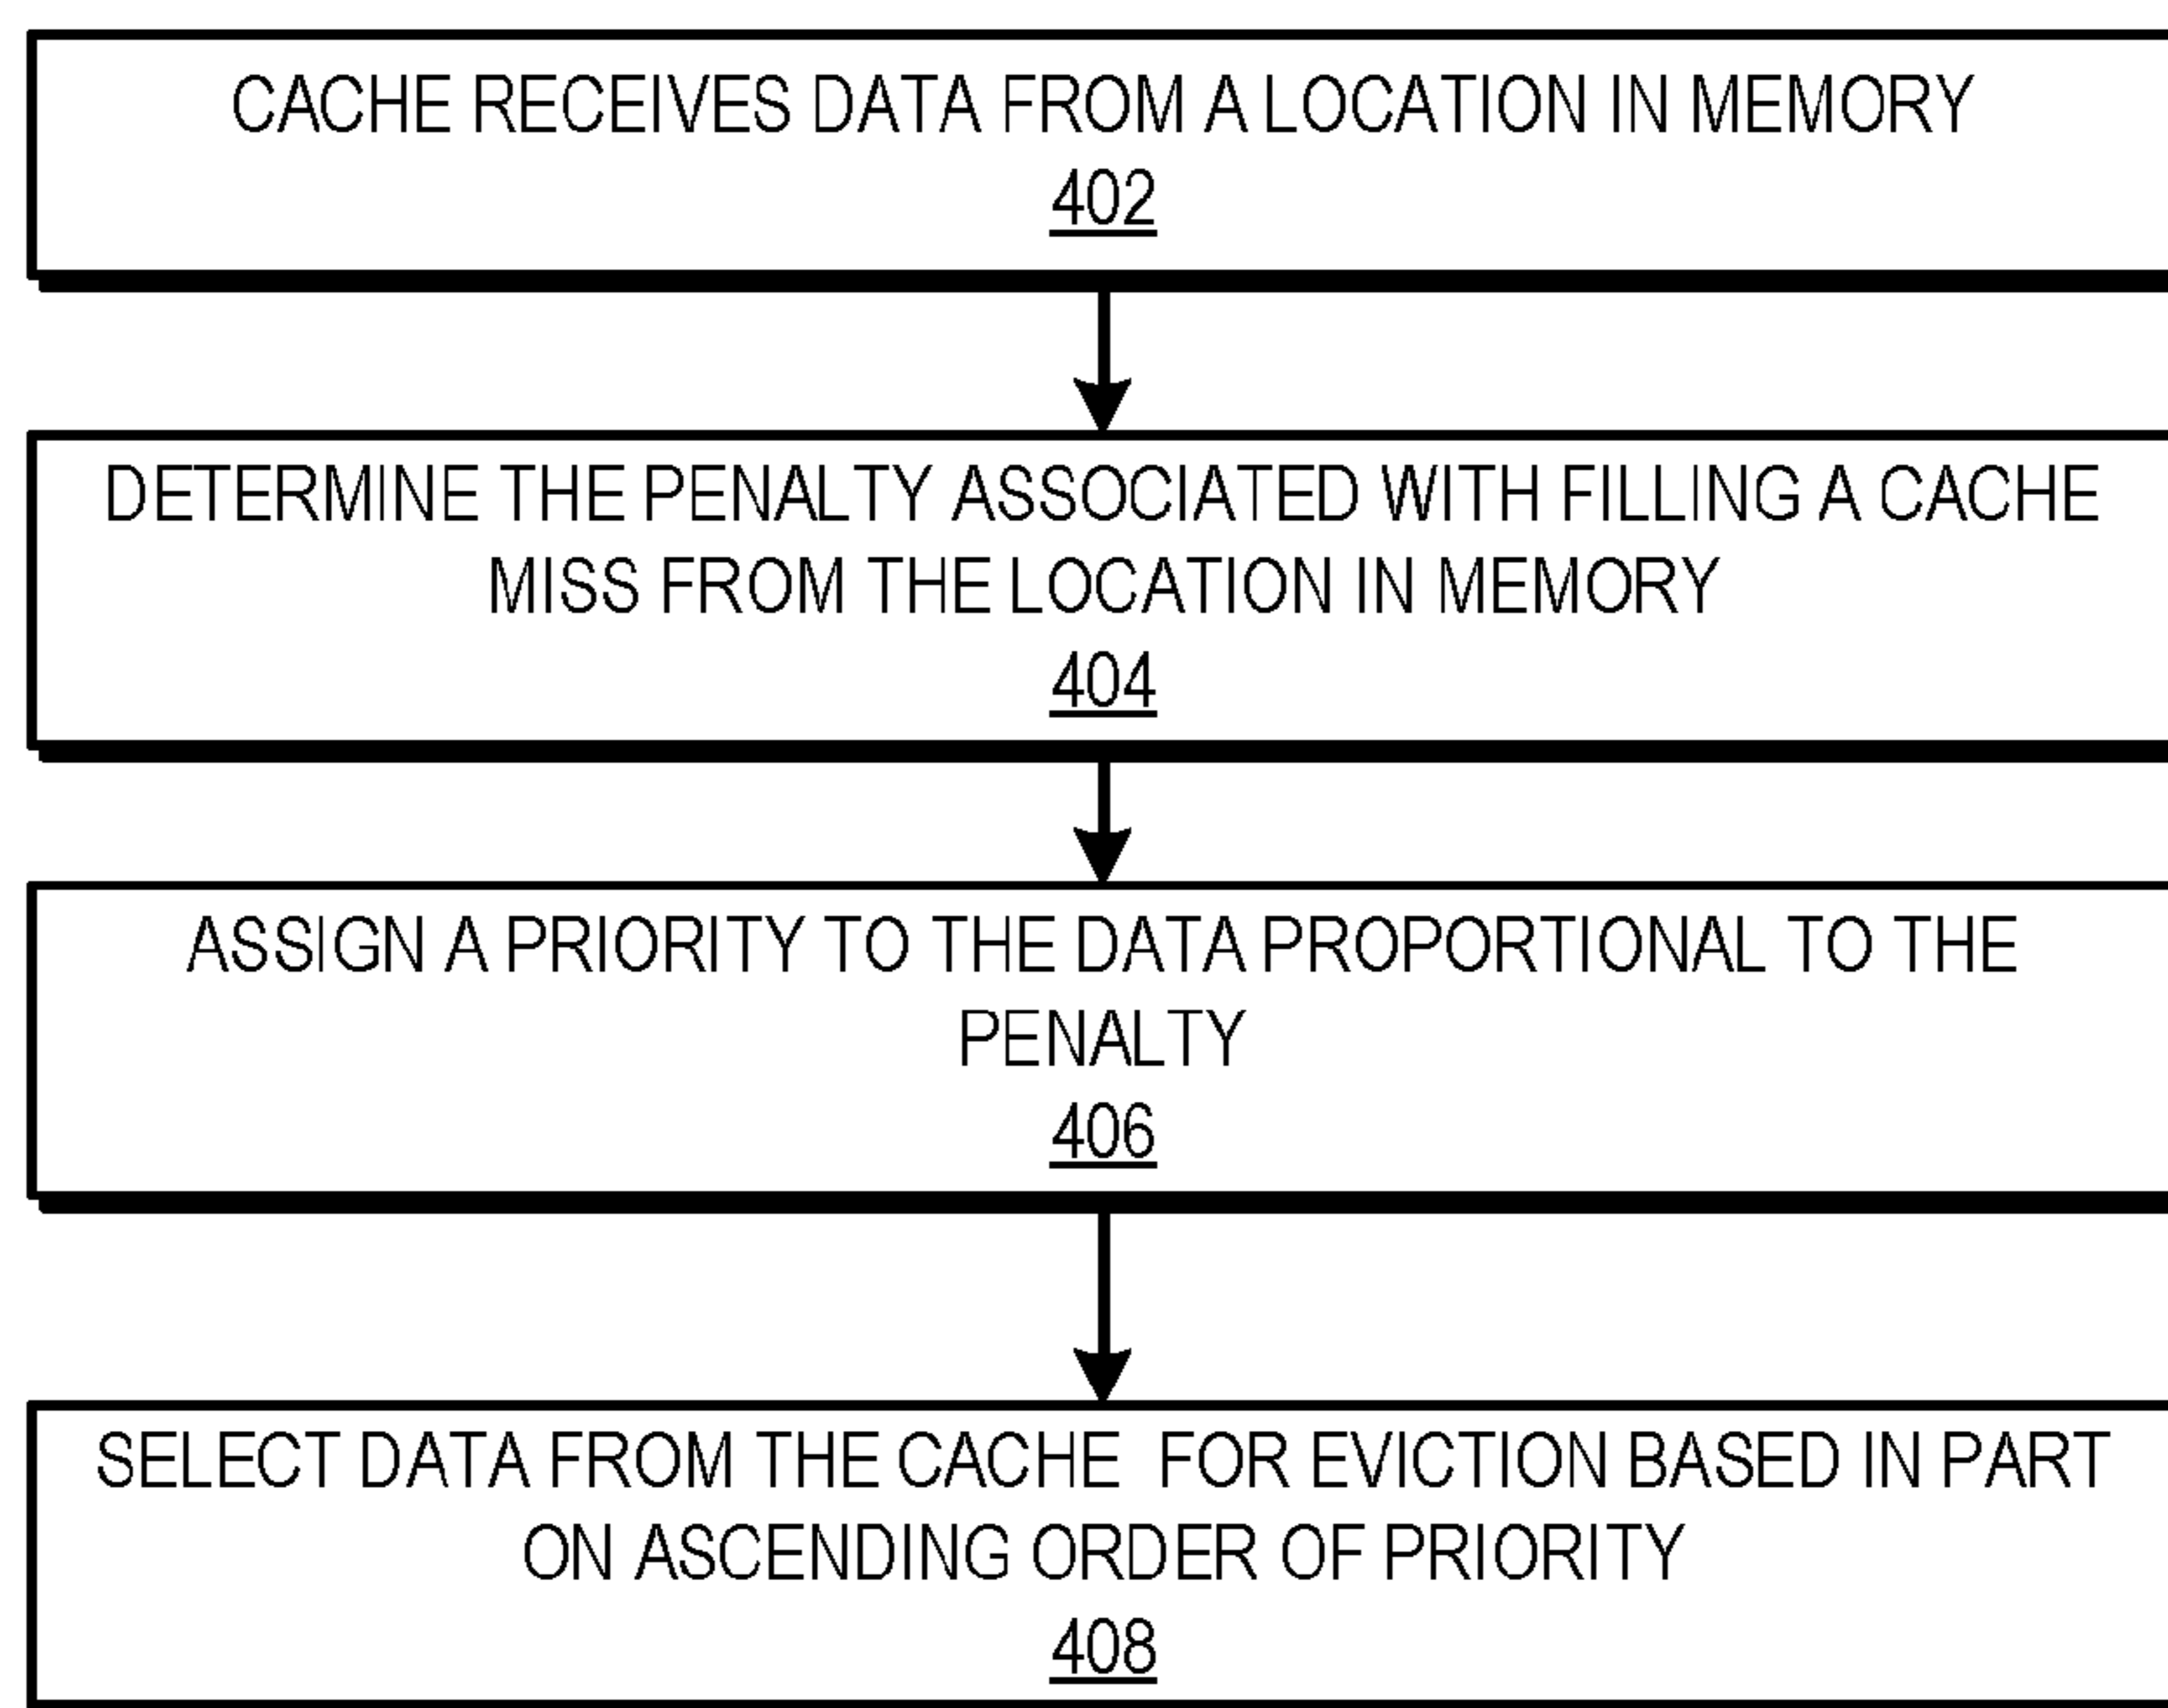 CACHE RECEIVES DATA FROM A LOCATION IN MEMORY
402
DETERMINE THE PENALTY ASSOCIATED WITH FILLING A CACHE
MISS FROM THE LOCATION IN MEMORY
404
ASSIGN A PRIORITY TO THE DATA PROPORTIONAL TO THE
PENALTY
406
SELECT DATA FROM THE CACHE FOR EVICTION BASED IN PART
ON ASCENDING ORDER OF PRIORITY
408